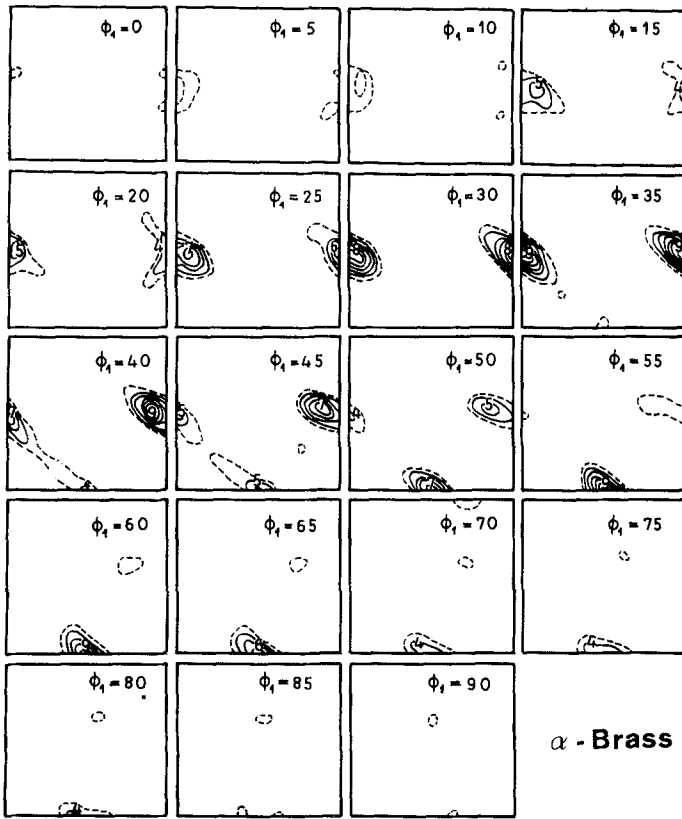 ϕ₁ = 0
ϕ₁ = 5
ϕ₁ = 10
ϕ₁ = 15
ϕ₁ = 20
ϕ₁ = 25
ϕ₁ = 30
ϕ₁ = 35
ϕ₁ = 40
ϕ₁ = 45
ϕ₁ = 50
ϕ₁ = 55
ϕ₁ = 60
ϕ₁ = 65
ϕ₁ = 70
ϕ₁ = 75
ϕ₁ = 80
ϕ₁ = 85
ϕ₁ = 90
α - Brass